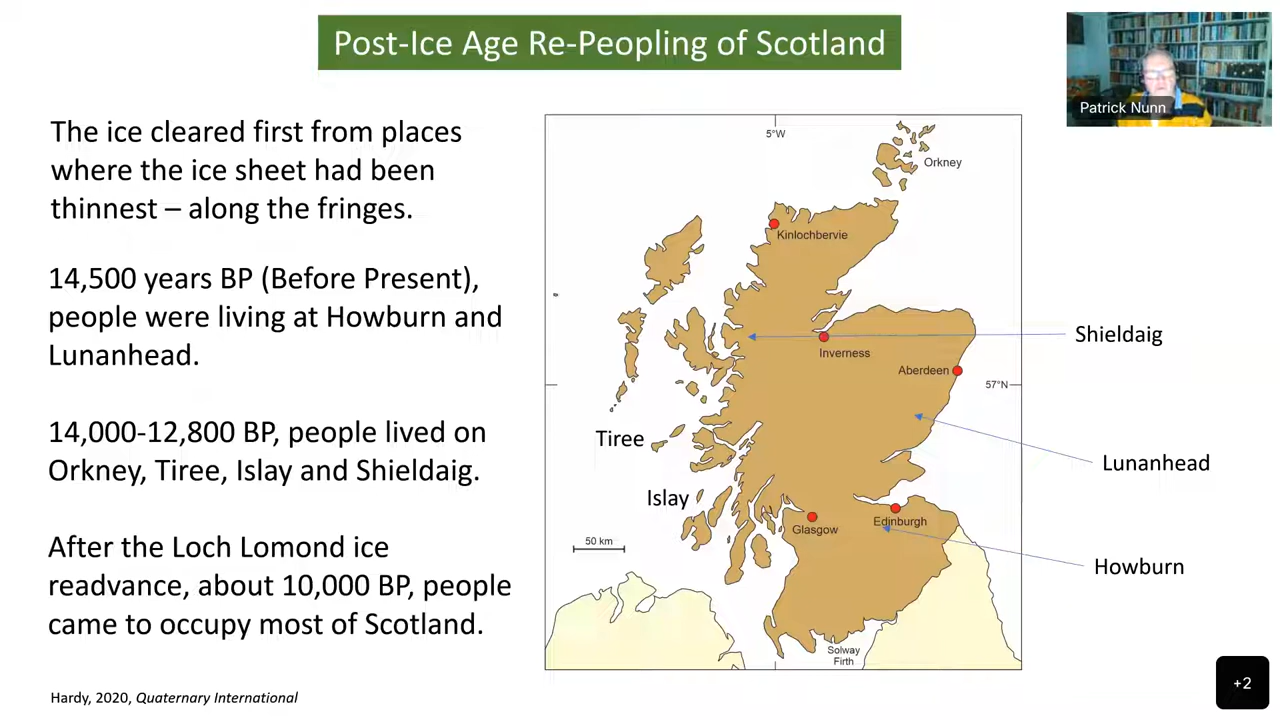 Post-Ice Age Re-Peopling of Scotland
Patrick Nunn
The ice cleared first from places
where the ice sheet had been
thinnest – along the fringes.
14,500 years BP (Before Present),
people were living at Howburn and
Lunanhead.
14,000-12,800 BP, people lived on
Orkney, Tiree, Islay and Shieldaig.
After the Loch Lomond ice
readvance, about 10,000 BP, people
came to occupy most of Scotland.
Hardy, 2020, Quaternary International
5°W
Orkney
Kinlochbervie
Shieldaig
Inverness
Aberdeen
57°N
Tiree
Lunanhead
Islay
Glasgow
Edinburgh
50 km
Howburn
Solway
Firth
+2